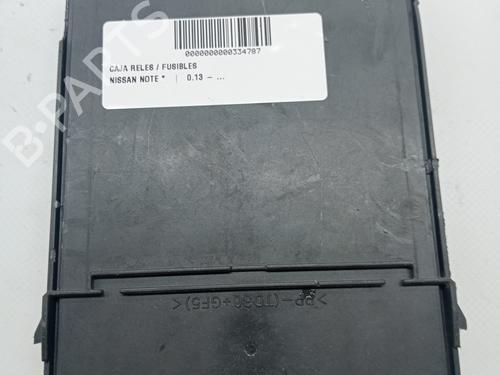 B-PARTS
0000000000334787
CAJA RELES / FUSIBLES
NISSAN NOTE * | 0.13 - ...
>PP-(TD30+GF5)<